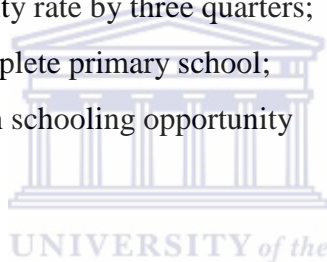 ty rate by three quarters;
plete primary school;
n schooling opportunity
UNIVERSITY of the